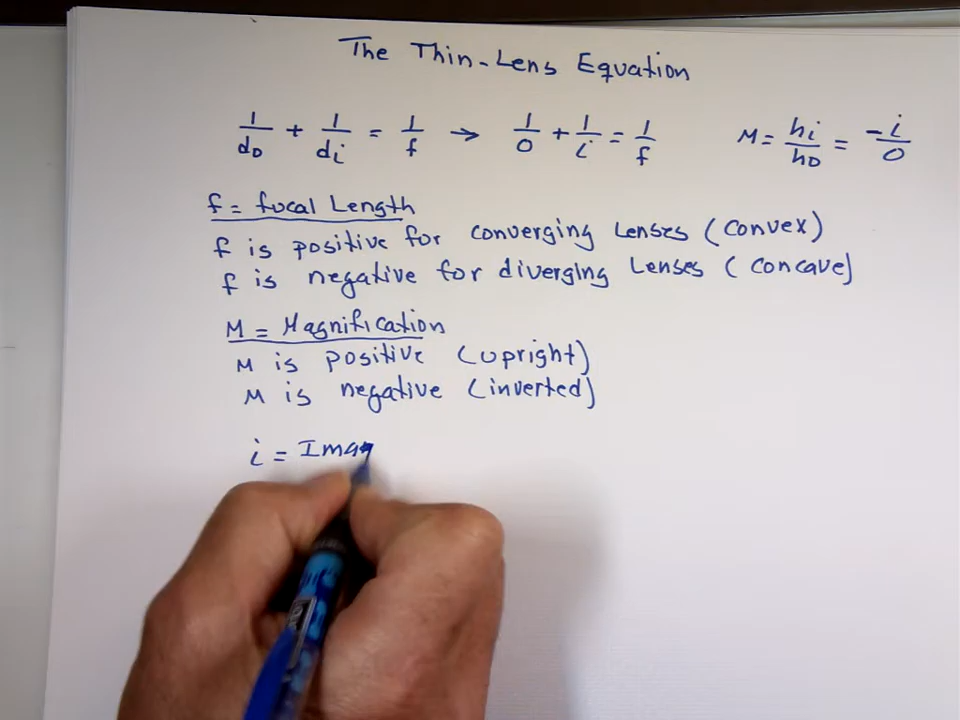 The Thin-Lens Equation
1/do + 1/di = 1/f → 1/o + 1/i = 1/f M = hi/ho = -i/o
f = focal Length
f is positive for converging Lenses (convex)
f is negative for diverging Lenses (concave)
M = Magnification
M is positive (upright)
M is negative (inverted)
i = Imag